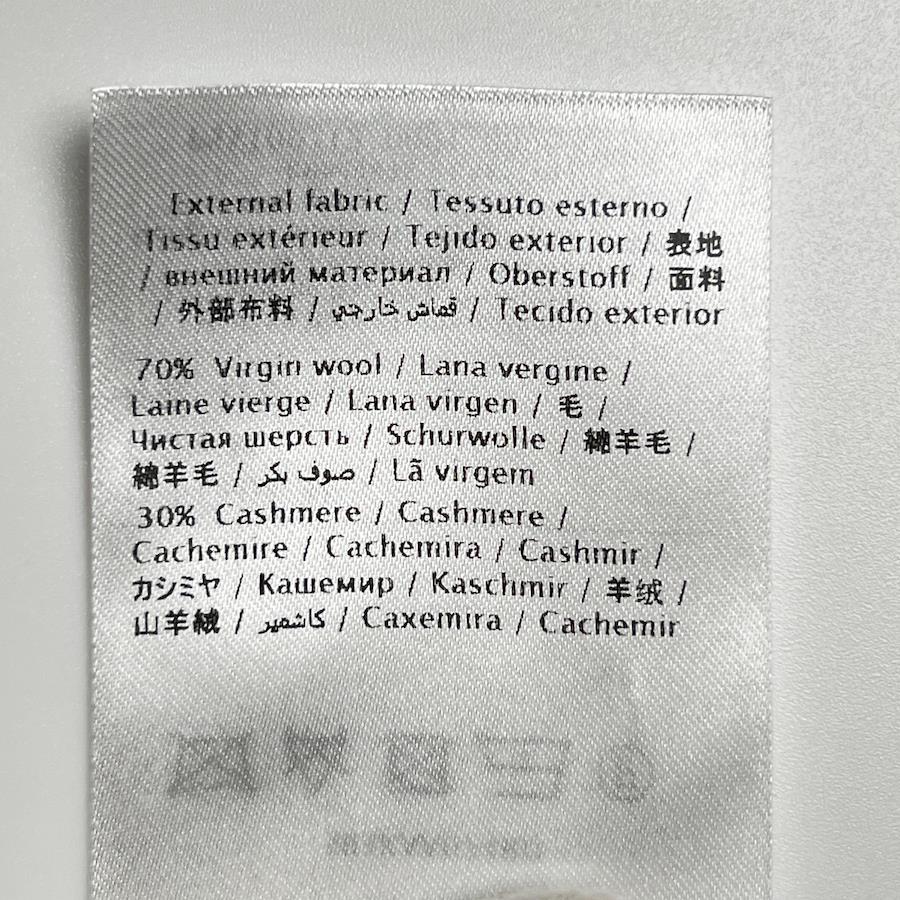 External fabric / Tessuto esterno /
Tissu extérieur / Tejido exterior / 表地
/ внешний материал / Oberstoff / 面料
/ 外部布料 / قماش خارجي / Tecido exterior
70% Virgin wool / Lana vergine /
Laine vierge / Lana virgen / 毛 /
Чистая шерсть / Schurwolle / 綿羊毛 /
綿羊毛 / صوف بكر / Lã virgem
30% Cashmere / Cashmere /
Cachemire / Cachemira / Cashmir /
カシミヤ / Кашемир / Kaschmir / 羊绒 /
山羊絨 / كاشمير / Caxemira / Cachemir